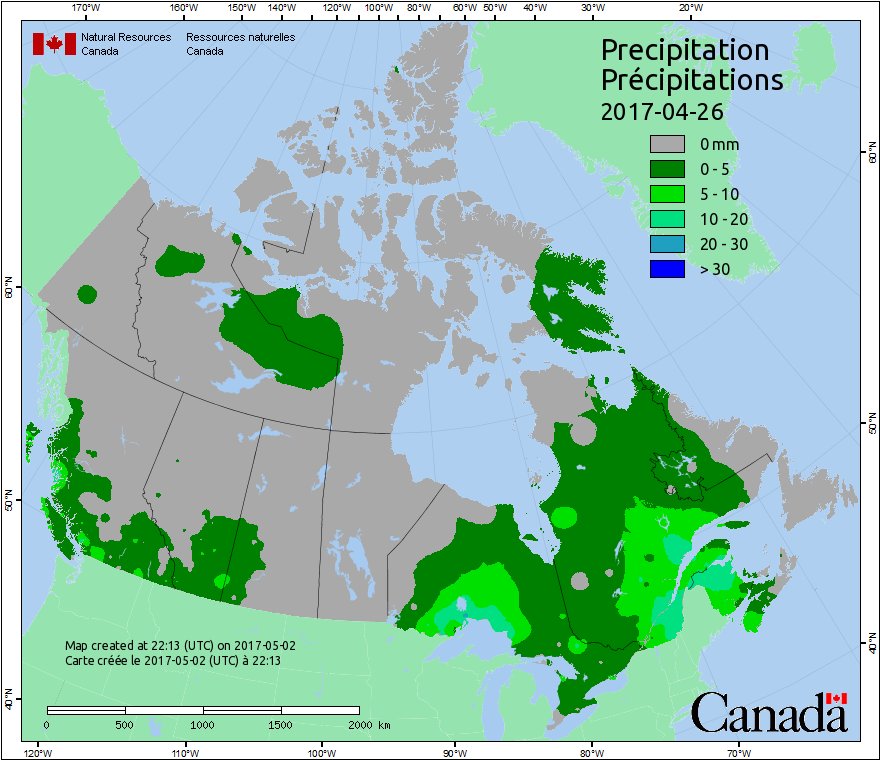 170°W 160°W 150°W 140°W 120°W 100°W 80°W 60°W 50°W 40°W 30°W 20°W
Natural Resources Ressources naturelles
Canada Canada
Precipitation
Précipitations
2017-04-26
0 mm
0 - 5
5 - 10
10 - 20
20 - 30
> 30
60°N 60°N
50°N 50°N
40°N 40°N
Map created at 22:13 (UTC) on 2017-05-02
Carte créée le 2017-05-02 (UTC) à 22:13
0 500 1000 1500 2000 km
Canada
120°W 110°W 100°W 90°W 80°W 70°W